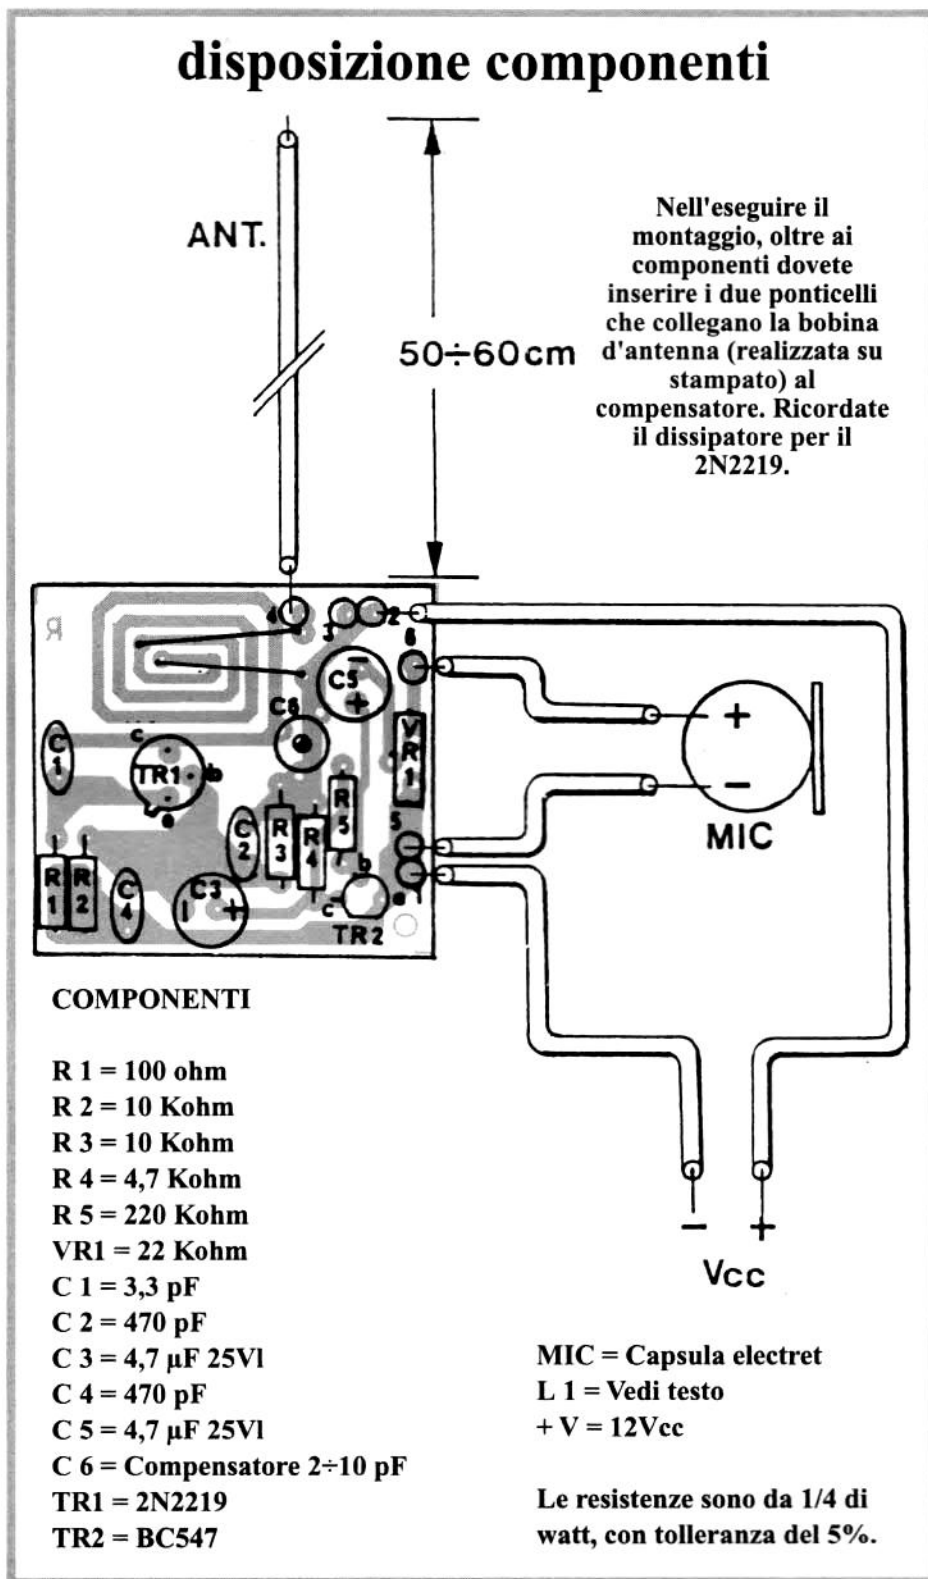 disposizione componenti
ANT.
50÷60cm
Nell'eseguire il
montaggio, oltre ai
componenti dovete
inserire i due ponticelli
che collegano la bobina
d'antenna (realizzata su
stampato) al
compensatore. Ricordate
il dissipatore per il
2N2219.
4
3
2
6
C5
-
+
C6
VR1
C1
c
TR1
b
e
R5
5
C2
R3
R4
R1
R2
C4
C3
-
+
b
c
e
TR2
+
-
MIC
- +
Vcc
COMPONENTI
R 1 = 100 ohm
R 2 = 10 Kohm
R 3 = 10 Kohm
R 4 = 4,7 Kohm
R 5 = 220 Kohm
VR1 = 22 Kohm
C 1 = 3,3 pF
C 2 = 470 pF
C 3 = 4,7 µF 25Vl
C 4 = 470 pF
C 5 = 4,7 µF 25Vl
C 6 = Compensatore 2÷10 pF
TR1 = 2N2219
TR2 = BC547
MIC = Capsula electret
L 1 = Vedi testo
+ V = 12Vcc
Le resistenze sono da 1/4 di
watt, con tolleranza del 5%.